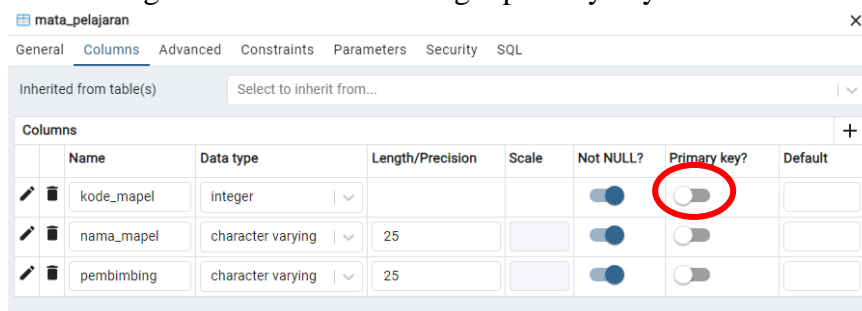 mata_pelajaran
General Columns Advanced Constraints Parameters Security SQL
Inherited from table(s) Select to inherit from...
Columns
Name Data type Length/Precision Scale Not NULL? Primary key? Default
kode_mapel integer
nama_mapel character varying 25
pembimbing character varying 25